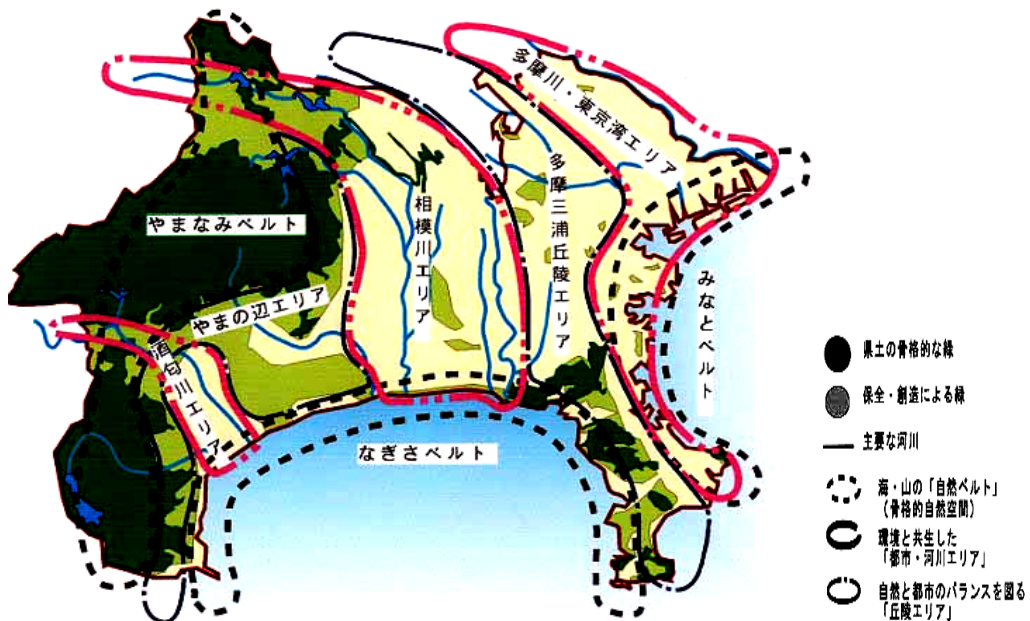 多摩川・東京湾エリア
多摩三浦丘陵エリア
相模川エリア
やまなみベルト
やまの辺エリア
酒匂川エリア
みなとベルト
なぎさベルト
県土の骨格的な緑
保全・創造による緑
主要な河川
海・山の「自然ベルト」
(骨格的自然空間)
環境と共生した
「都市・河川エリア」
自然と都市のバランスを図る
「丘陵エリア」